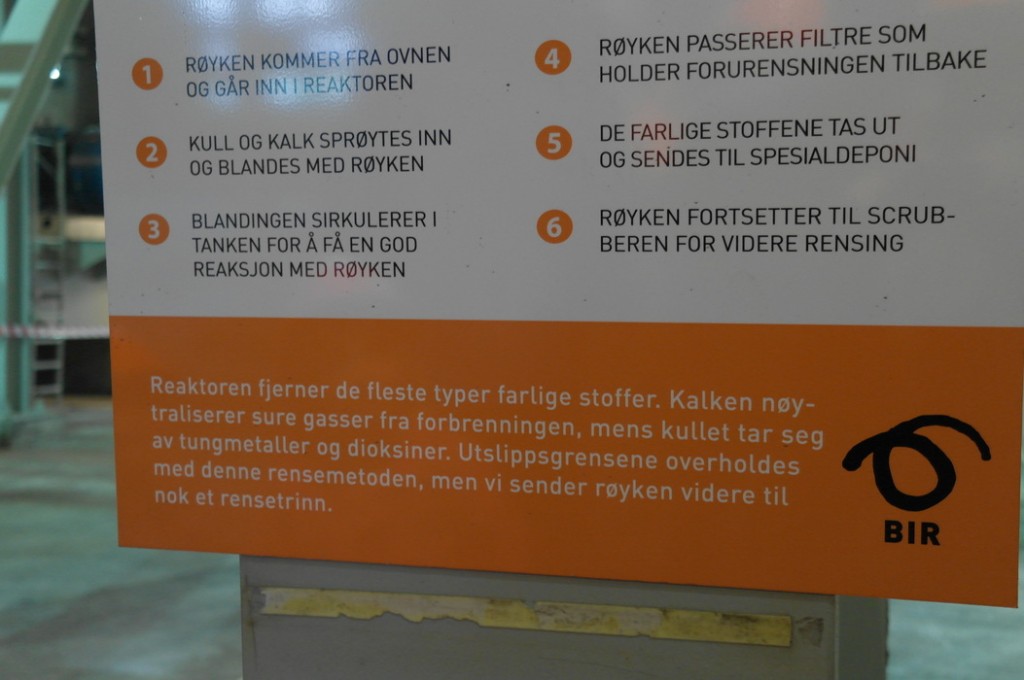 1 RØYKEN KOMMER FRA OVNEN
OG GÅR INN I REAKTOREN
2 KULL OG KALK SPRØYTES INN
OG BLANDES MED RØYKEN
3 BLANDINGEN SIRKULERER I
TANKEN FOR Å FÅ EN GOD
REAKSJON MED RØYKEN
4 RØYKEN PASSERER FILTRE SOM
HOLDER FORURENSNINGEN TILBAKE
5 DE FARLIGE STOFFENE TAS UT
OG SENDES TIL SPESIALDEPONI
6 RØYKEN FORTSETTER TIL SCRUB-
BEREN FOR VIDERE RENSING
Reaktoren fjerner de fleste typer farlige stoffer. Kalken nøy-
traliserer sure gasser fra forbrenningen, mens kullet tar seg
av tungmetaller og dioksiner. Utslippsgrensene overholdes
med denne rensemetoden, men vi sender røyken videre til
nok et rensetrinn.
BIR